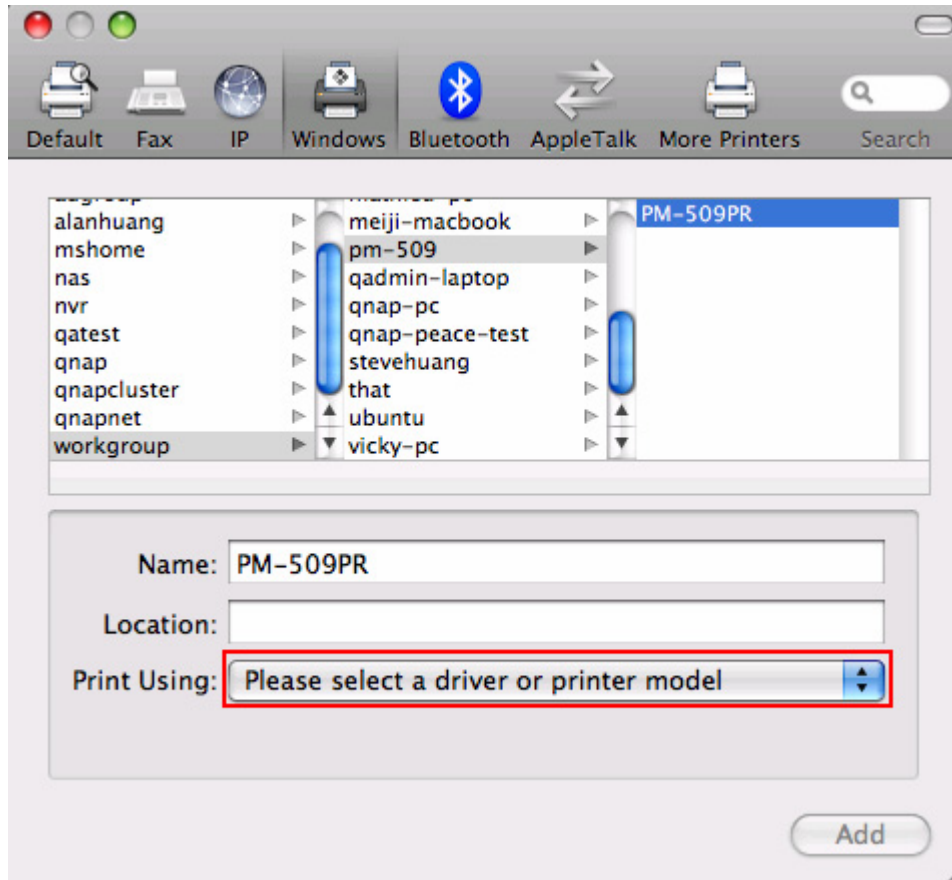 Default Fax IP Windows Bluetooth AppleTalk More Printers Search
alanhuang meiji-macbook PM-509PR
mshome pm-509
nas qadmin-laptop
nvr qnap-pc
qatest qnap-peace-test
qnap stevehuang
qnapcluster that
qnapnet ubuntu
workgroup vicky-pc
Name: PM-509PR
Location:
Print Using: Please select a driver or printer model
Add